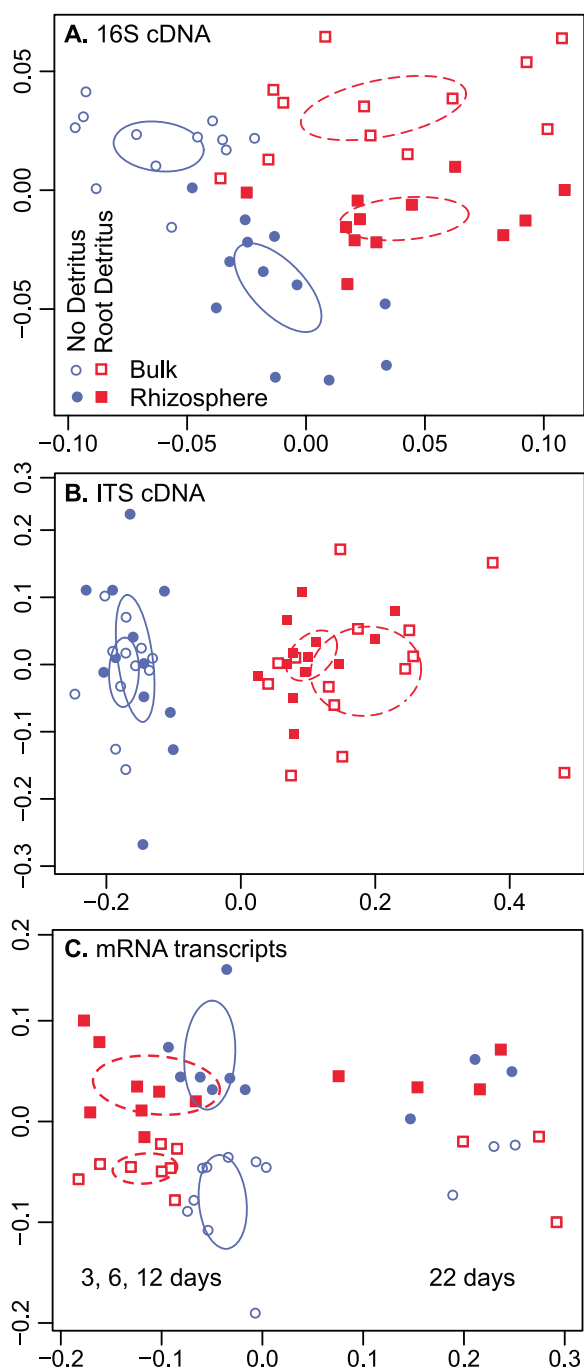 A. 16S cDNA
0.05
0.00
−0.05
No Detritus
Root Detritus
Bulk
Rhizosphere
−0.10 −0.05 0.00 0.05 0.10
B. ITS cDNA
0.3
0.2
0.1
0.0
−0.1
−0.2
−0.3
−0.2 0.0 0.2 0.4
C. mRNA transcripts
0.2
0.1
0.0
−0.1
−0.2
3, 6, 12 days 22 days
−0.2 −0.1 0.0 0.1 0.2 0.3